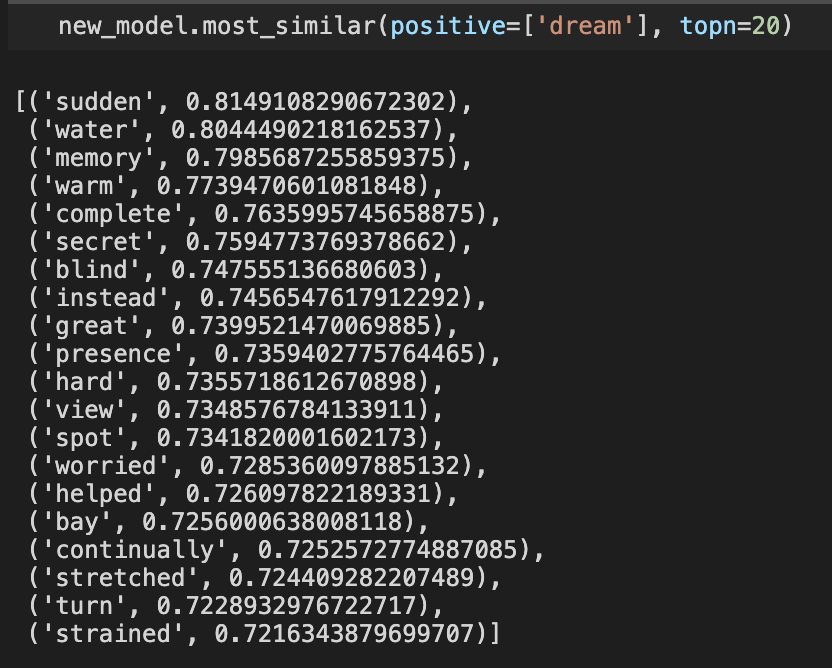 new_model.most_similar(positive=['dream'], topn=20)
[('sudden', 0.8149108290672302),
('water', 0.8044490218162537),
('memory', 0.7985687255859375),
('warm', 0.7739470601081848),
('complete', 0.7635995745658875),
('secret', 0.7594773769378662),
('blind', 0.747555136680603),
('instead', 0.7456547617912292),
('great', 0.7399521470069885),
('presence', 0.7359402775764465),
('hard', 0.7355718612670898),
('view', 0.7348576784133911),
('spot', 0.7341820001602173),
('worried', 0.7285360097885132),
('helped', 0.726097822189331),
('bay', 0.7256000638008118),
('continually', 0.7252572774887085),
('stretched', 0.724409282207489),
('turn', 0.7228932976722717),
('strained', 0.7216343879699707)]